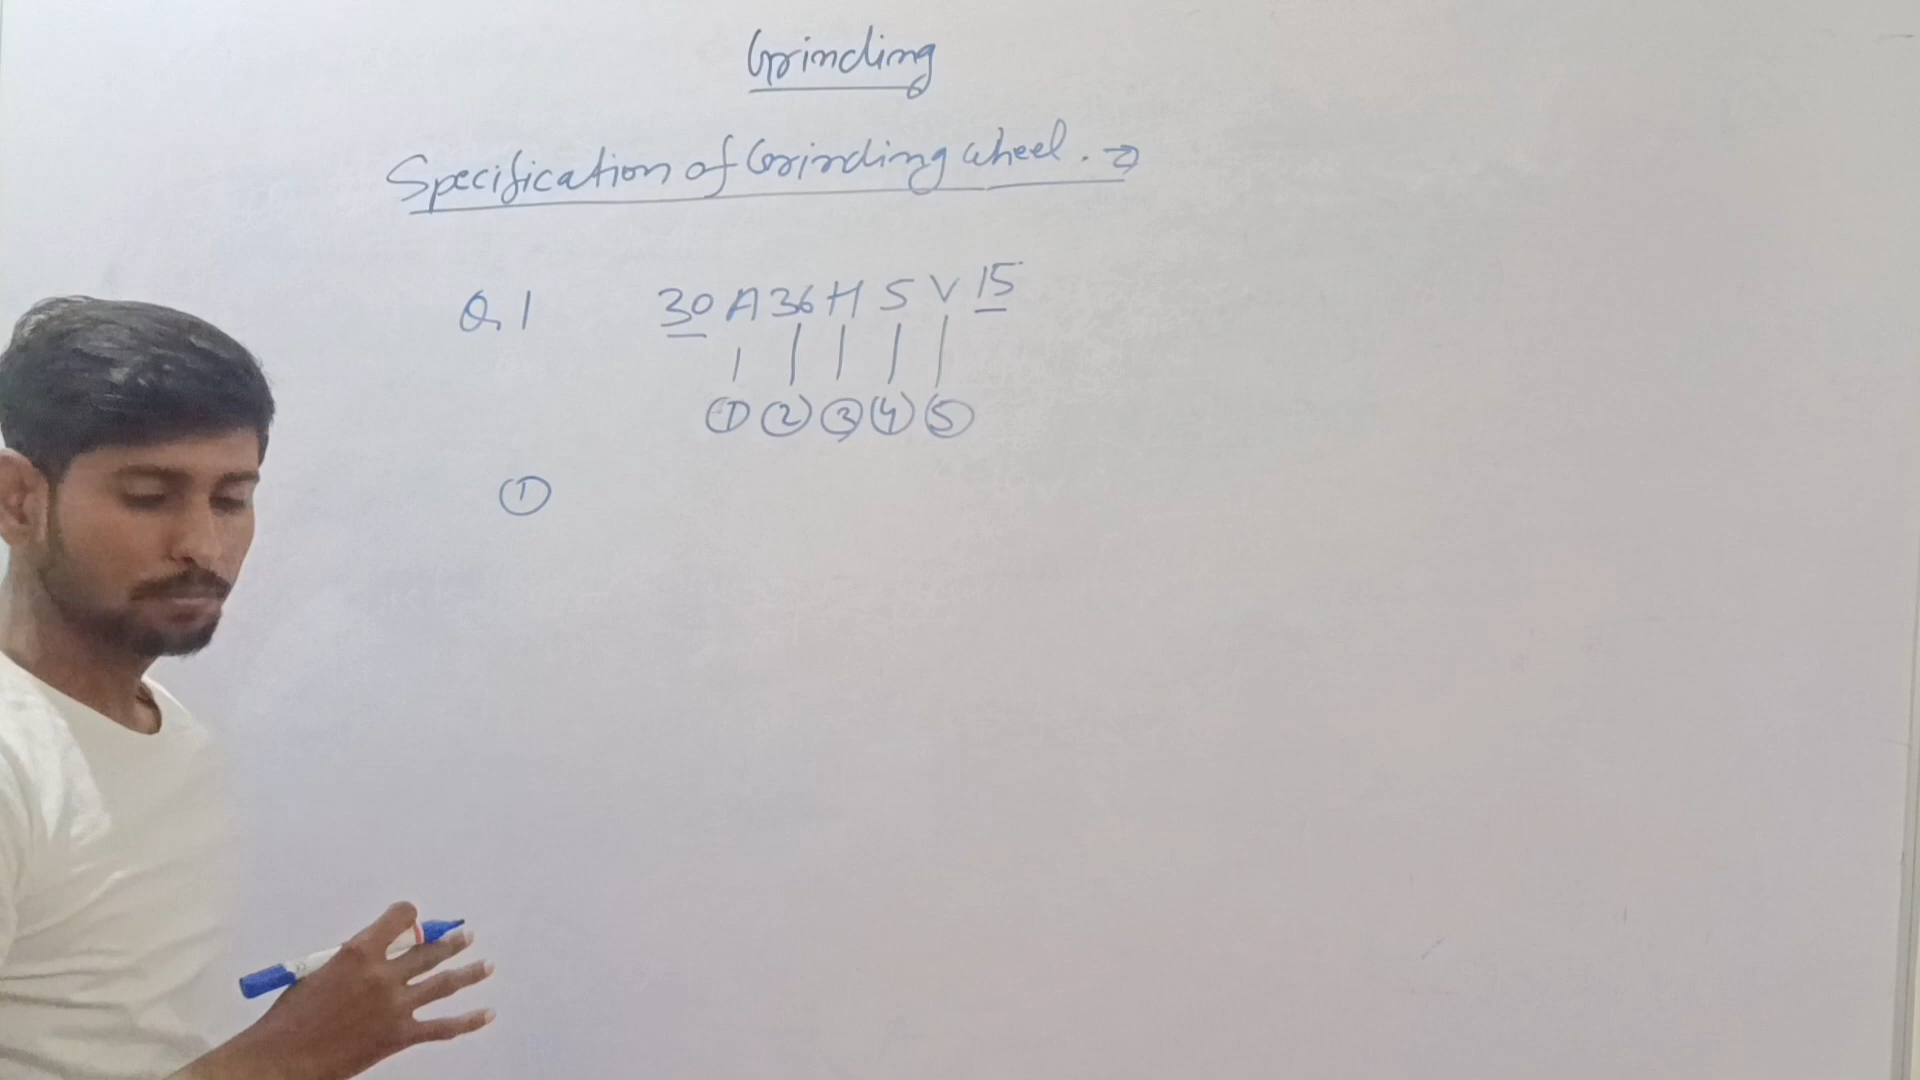 Grinding
Specification of Grinding wheel. →
Q.1 30 A 36 H 5 V 15
① ② ③ ④ ⑤
①